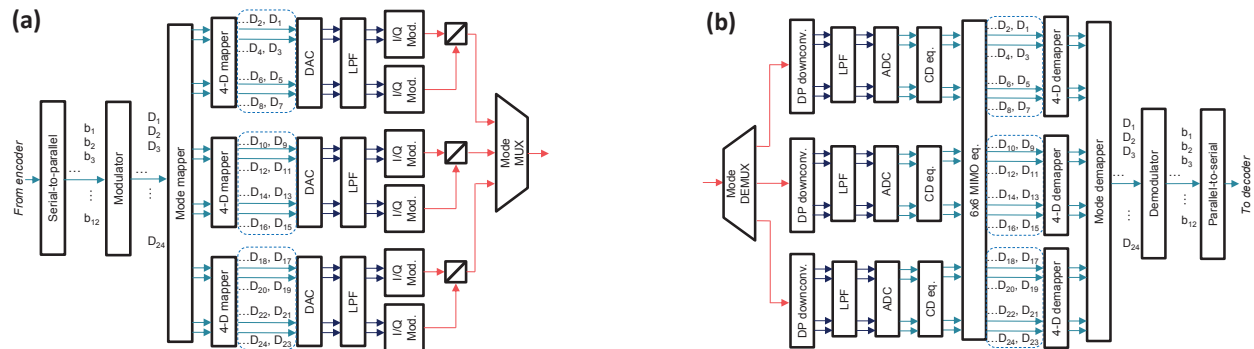 (a)
From encoder
Serial-to-parallel
...
b1
b2
b3
...
b12
Modulator
...
D1
D2
D3
...
...
D24
Mode mapper
4-D mapper
...D2, D1
...D4, D3
...D6, D5
...D8, D7
DAC
LPF
I/Q
Mod.
I/Q
Mod.
4-D mapper
...D10, D9
...D12, D11
...D14, D13
...D16, D15
DAC
LPF
I/Q
Mod.
I/Q
Mod.
4-D mapper
...D18, D17
...D20, D19
...D22, D21
...D24, D23
DAC
LPF
I/Q
Mod.
I/Q
Mod.
Mode
MUX
(b)
Mode
DEMUX
DP downconv.
LPF
ADC
CD eq.
DP downconv.
LPF
ADC
CD eq.
DP downconv.
LPF
ADC
CD eq.
6x6 MIMO eq.
...D2, D1
...D4, D3
...D6, D5
...D8, D7
4-D demapper
...D10, D9
...D12, D11
...D14, D13
...D16, D15
4-D demapper
...D18, D17
...D20, D19
...D22, D21
...D24, D23
4-D demapper
Mode demapper
...
D1
D2
D3
...
...
D24
Demodulator
...
b1
b2
b3
...
b12
Parallel-to-serial
To decoder